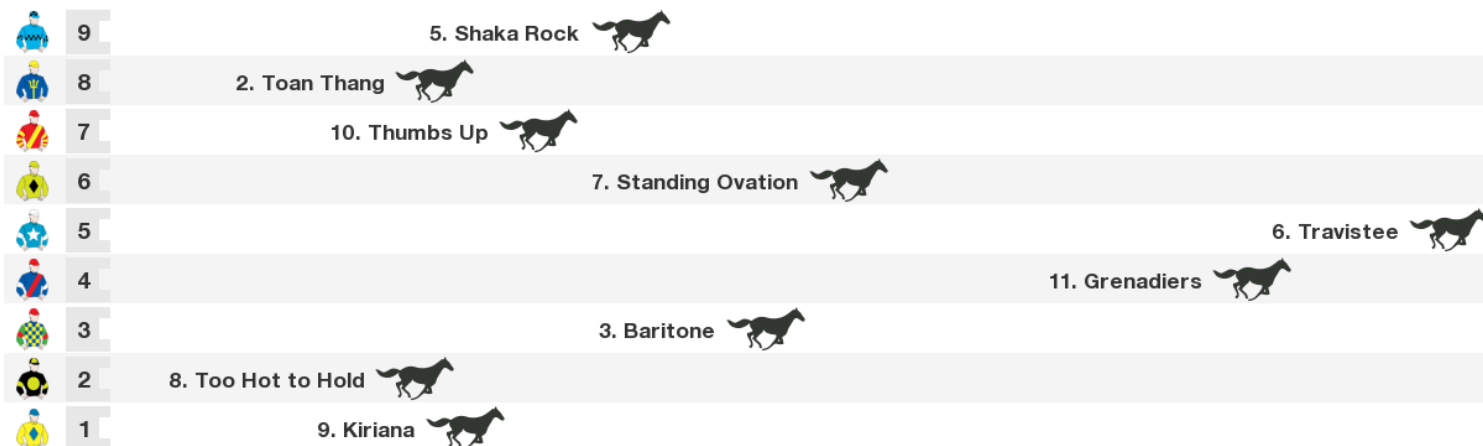 9 5. Shaka Rock
8 2. Toan Thang
7 10. Thumbs Up
6 7. Standing Ovation
5 6. Travistee
4 11. Grenadiers
3 3. Baritone
2 8. Too Hot to Hold
1 9. Kiriana